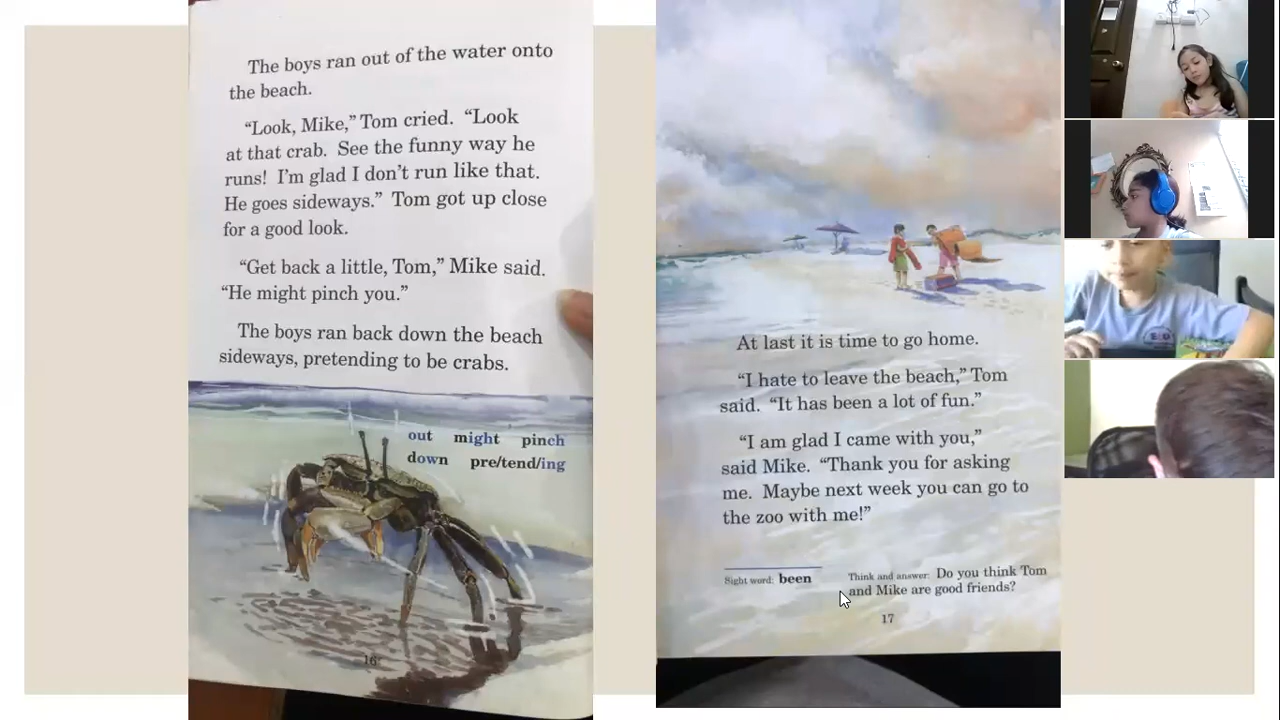 The boys ran out of the water onto
the beach.
“Look, Mike,” Tom cried. “Look
at that crab. See the funny way he
runs! I’m glad I don’t run like that.
He goes sideways.” Tom got up close
for a good look.
“Get back a little, Tom,” Mike said.
“He might pinch you.”
The boys ran back down the beach
sideways, pretending to be crabs.
out might pinch
down pre/tend/ing
16
At last it is time to go home.
“I hate to leave the beach,” Tom
said. “It has been a lot of fun.”
“I am glad I came with you,”
said Mike. “Thank you for asking
me. Maybe next week you can go to
the zoo with me!”
Sight word: been
Think and answer: Do you think Tom
and Mike are good friends?
17